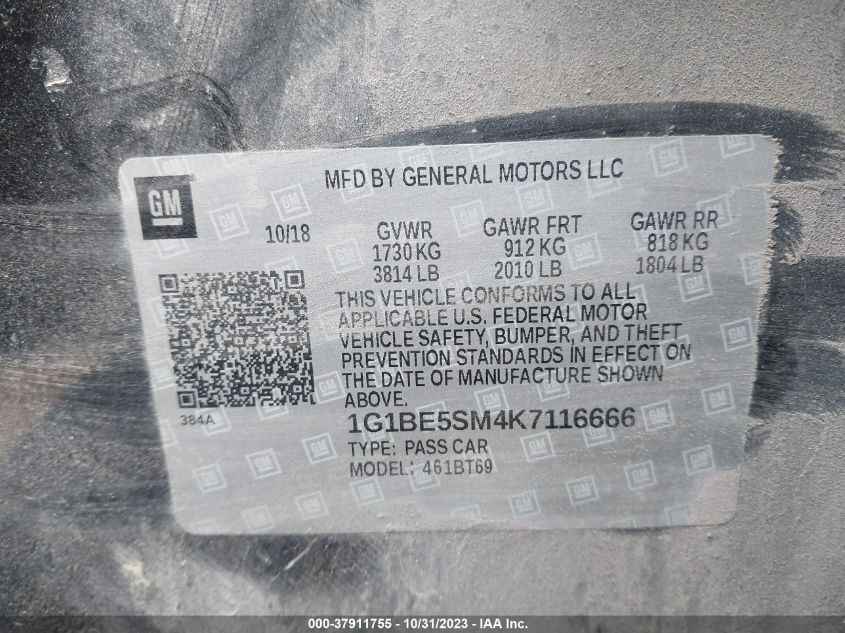 MFD BY GENERAL MOTORS LLC
GM
10/18
GVWR GAWR FRT GAWR RR
1730 KG 912 KG 818 KG
3814 LB 2010 LB 1804 LB
THIS VEHICLE CONFORMS TO ALL
APPLICABLE U.S. FEDERAL MOTOR
VEHICLE SAFETY, BUMPER, AND THEFT
PREVENTION STANDARDS IN EFFECT ON
THE DATE OF MANUFACTURE SHOWN
ABOVE.
384A
1G1BE5SM4K7116666
TYPE: PASS CAR
MODEL: 461BT69
000-37911755 - 10/31/2023 - © IAA, Inc.